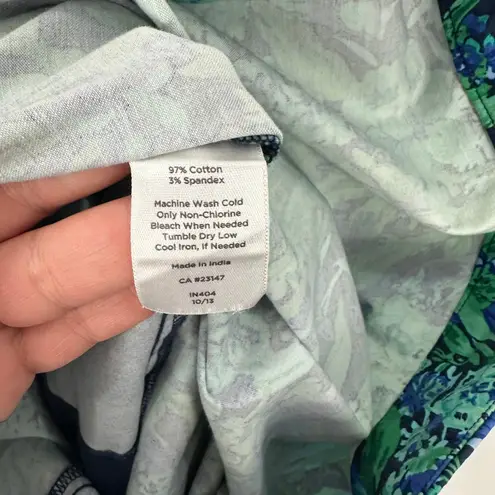 97% Cotton
3% Spandex
Machine Wash Cold
Only Non-Chlorine
Bleach When Needed
Tumble Dry Low
Cool Iron, If Needed
Made in India
CA #23147
IN404
10/13